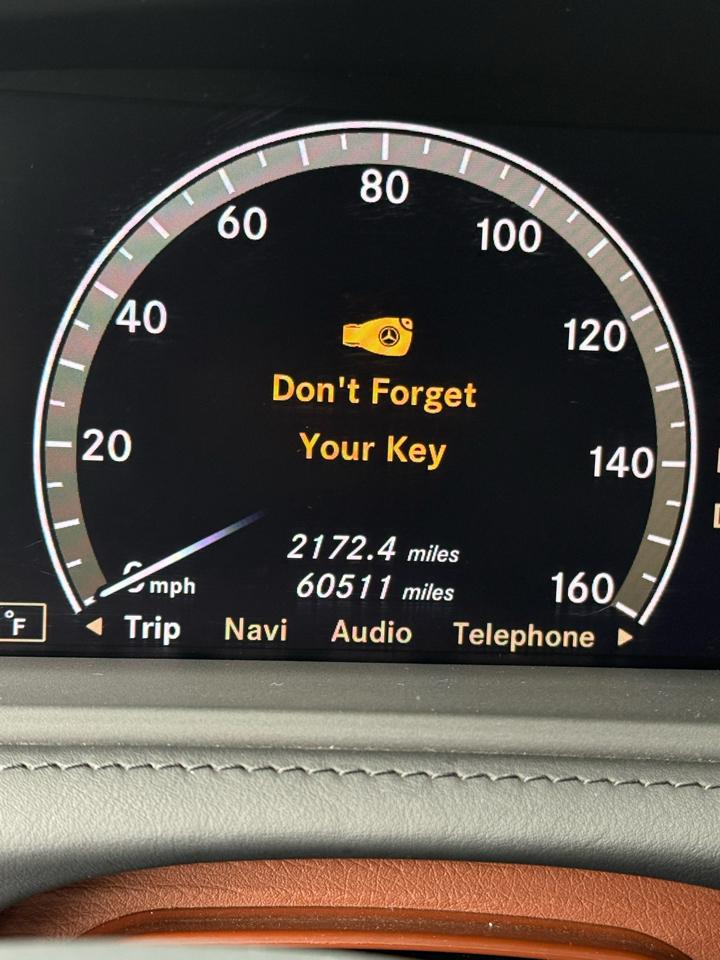 80
60
100
40
120
Don't Forget
Your Key
20
140
2172.4 miles
0 mph
60511 miles
160
°F
Trip Navi Audio Telephone